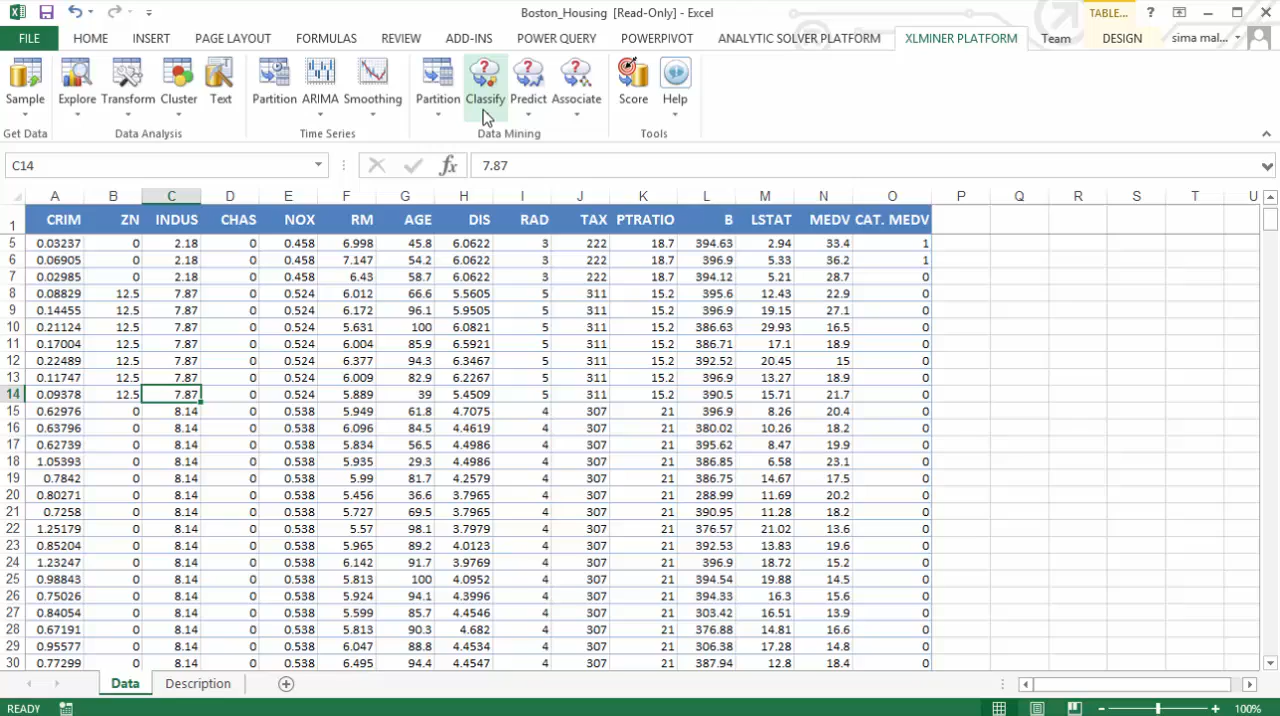 Boston_Housing [Read-Only] - Excel
TABLE... ?
FILE HOME INSERT PAGE LAYOUT FORMULAS REVIEW ADD-INS POWER QUERY POWERPIVOT ANALYTIC SOLVER PLATFORM XLMINER PLATFORM Team DESIGN sima mal...
Sample Explore Transform Cluster Text Partition ARIMA Smoothing Partition Classify Predict Associate Score Help
Get Data Data Analysis Time Series Data Mining Tools
C14 fx 7.87
A B C D E F G H I J K L M N O P Q R S T U
1 CRIM ZN INDUS CHAS NOX RM AGE DIS RAD TAX PTRATIO B LSTAT MEDV CAT. MEDV
5 0.03237 0 2.18 0 0.458 6.998 45.8 6.0622 3 222 18.7 394.63 2.94 33.4 1
6 0.06905 0 2.18 0 0.458 7.147 54.2 6.0622 3 222 18.7 396.9 5.33 36.2 1
7 0.02985 0 2.18 0 0.458 6.43 58.7 6.0622 3 222 18.7 394.12 5.21 28.7 0
8 0.08829 12.5 7.87 0 0.524 6.012 66.6 5.5605 5 311 15.2 395.6 12.43 22.9 0
9 0.14455 12.5 7.87 0 0.524 6.172 96.1 5.9505 5 311 15.2 396.9 19.15 27.1 0
10 0.21124 12.5 7.87 0 0.524 5.631 100 6.0821 5 311 15.2 386.63 29.93 16.5 0
11 0.17004 12.5 7.87 0 0.524 6.004 85.9 6.5921 5 311 15.2 386.71 17.1 18.9 0
12 0.22489 12.5 7.87 0 0.524 6.377 94.3 6.3467 5 311 15.2 392.52 20.45 15 0
13 0.11747 12.5 7.87 0 0.524 6.009 82.9 6.2267 5 311 15.2 396.9 13.27 18.9 0
14 0.09378 12.5 7.87 0 0.524 5.889 39 5.4509 5 311 15.2 390.5 15.71 21.7 0
15 0.62976 0 8.14 0 0.538 5.949 61.8 4.7075 4 307 21 396.9 8.26 20.4 0
16 0.63796 0 8.14 0 0.538 6.096 84.5 4.4619 4 307 21 380.02 10.26 18.2 0
17 0.62739 0 8.14 0 0.538 5.834 56.5 4.4986 4 307 21 395.62 8.47 19.9 0
18 1.05393 0 8.14 0 0.538 5.935 29.3 4.4986 4 307 21 386.85 6.58 23.1 0
19 0.7842 0 8.14 0 0.538 5.99 81.7 4.2579 4 307 21 386.75 14.67 17.5 0
20 0.80271 0 8.14 0 0.538 5.456 36.6 3.7965 4 307 21 288.99 11.69 20.2 0
21 0.7258 0 8.14 0 0.538 5.727 69.5 3.7965 4 307 21 390.95 11.28 18.2 0
22 1.25179 0 8.14 0 0.538 5.57 98.1 3.7979 4 307 21 376.57 21.02 13.6 0
23 0.85204 0 8.14 0 0.538 5.965 89.2 4.0123 4 307 21 392.53 13.83 19.6 0
24 1.23247 0 8.14 0 0.538 6.142 91.7 3.9769 4 307 21 396.9 18.72 15.2 0
25 0.98843 0 8.14 0 0.538 5.813 100 4.0952 4 307 21 394.54 19.88 14.5 0
26 0.75026 0 8.14 0 0.538 5.924 94.1 4.3996 4 307 21 394.33 16.3 15.6 0
27 0.84054 0 8.14 0 0.538 5.599 85.7 4.4546 4 307 21 303.42 16.51 13.9 0
28 0.67191 0 8.14 0 0.538 5.813 90.3 4.682 4 307 21 376.88 14.81 16.6 0
29 0.95577 0 8.14 0 0.538 6.047 88.8 4.4534 4 307 21 306.38 17.28 14.8 0
30 0.77299 0 8.14 0 0.538 6.495 94.4 4.4547 4 307 21 387.94 12.8 18.4 0
Data Description
READY 100%